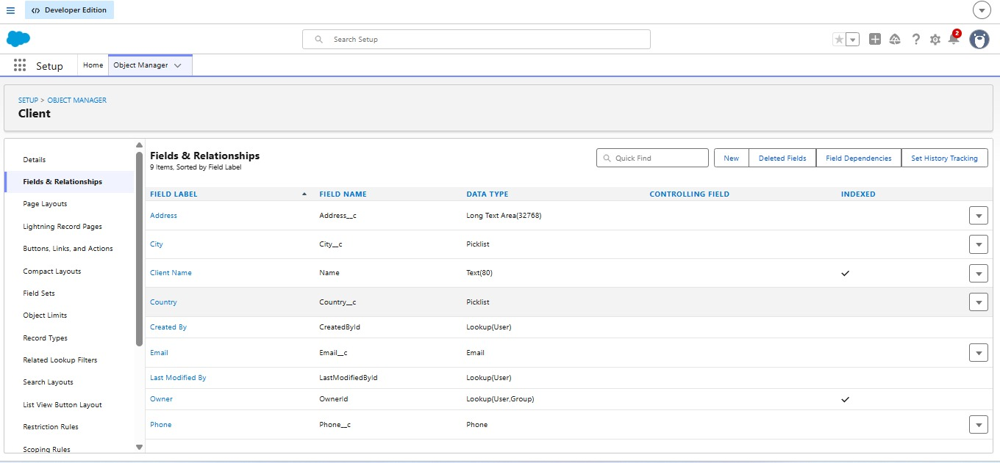 Developer Edition
Search Setup
2
Setup Home Object Manager
SETUP > OBJECT MANAGER
Client
Details
Fields & Relationships
Page Layouts
Lightning Record Pages
Buttons, Links, and Actions
Compact Layouts
Field Sets
Object Limits
Record Types
Related Lookup Filters
Search Layouts
List View Button Layout
Restriction Rules
Scoping Rules
Fields & Relationships
9 Items, Sorted by Field Label
Quick Find New Deleted Fields Field Dependencies Set History Tracking
FIELD LABEL FIELD NAME DATA TYPE CONTROLLING FIELD INDEXED
Address Address__c Long Text Area(32768)
City City__c Picklist
Client Name Name Text(80)
Country Country__c Picklist
Created By CreatedById Lookup(User)
Email Email__c Email
Last Modified By LastModifiedById Lookup(User)
Owner OwnerId Lookup(User,Group)
Phone Phone__c Phone